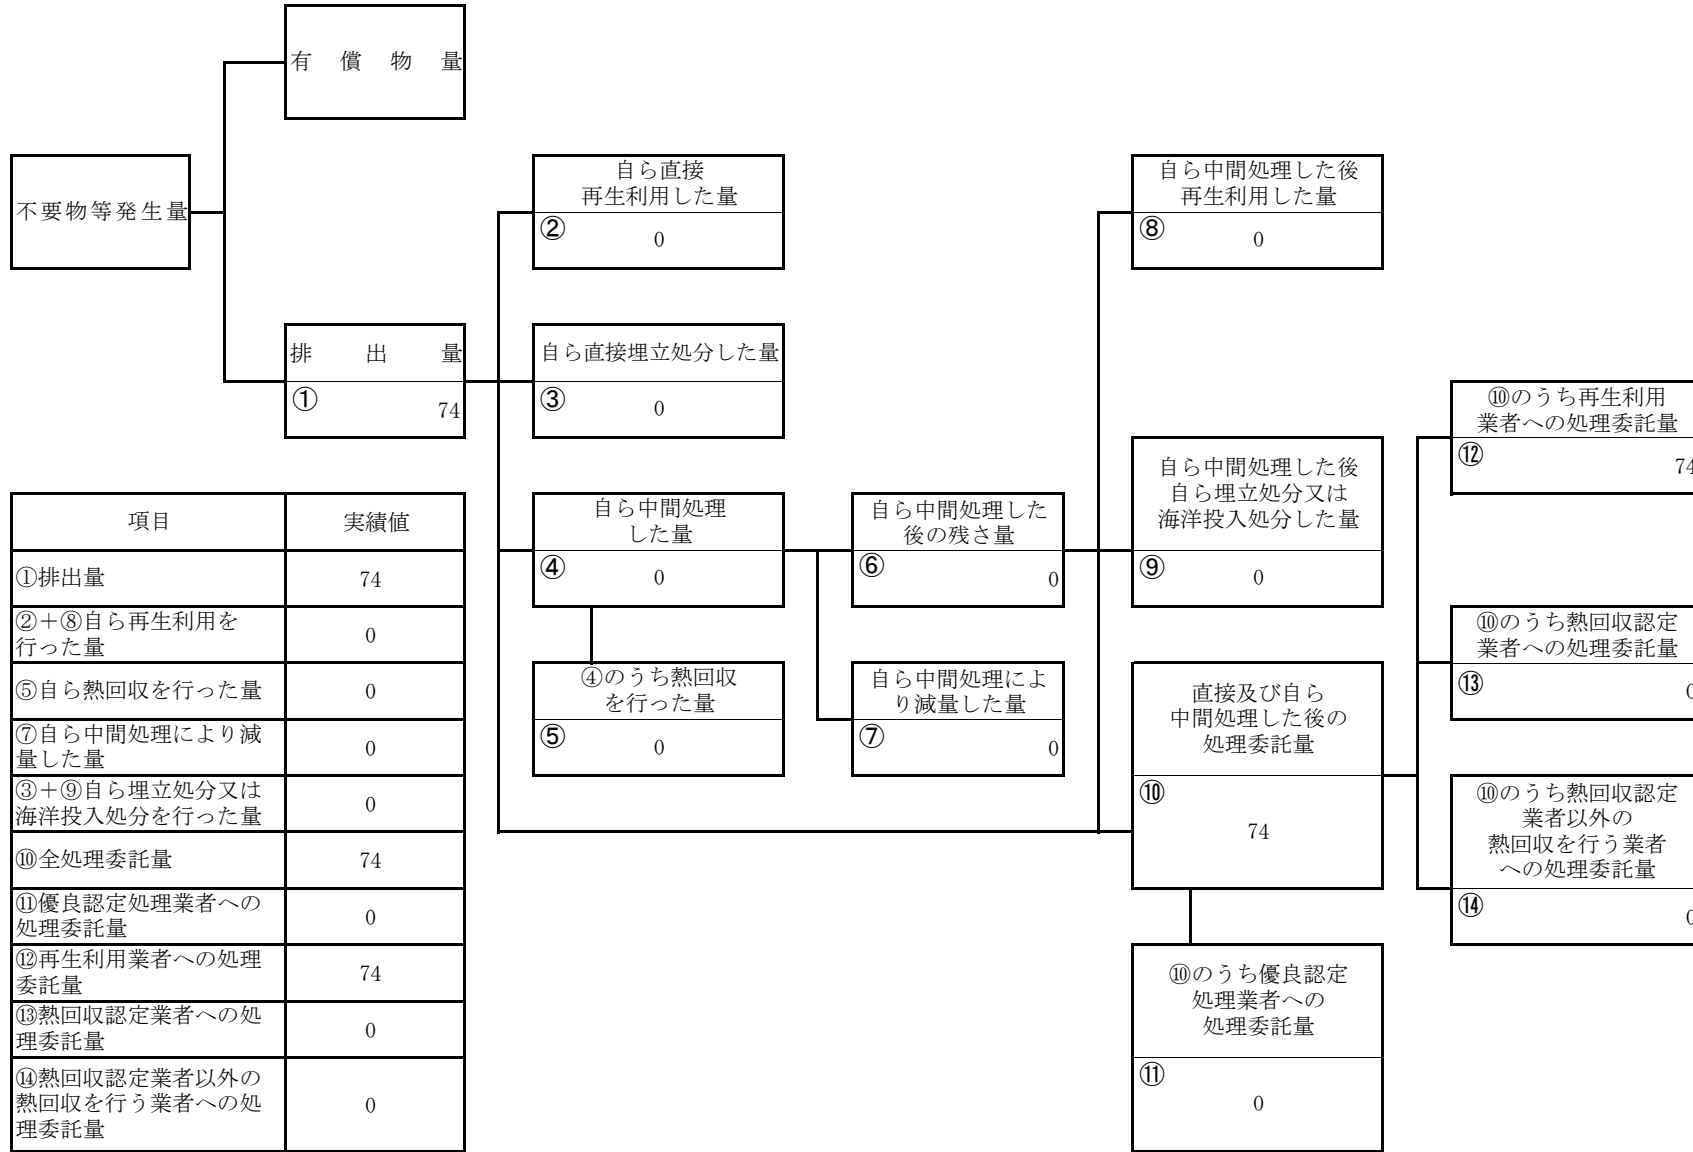 有償物量
不要物等発生量
自ら直接
再生利用した量
② 0
自ら中間処理した後
再生利用した量
⑧ 0
排出量
① 74
自ら直接埋立処分した量
③ 0
⑩のうち再生利用
業者への処理委託量
⑫ 74
自ら中間処理した後
自ら埋立処分又は
海洋投入処分した量
⑨ 0
自ら中間処理
した量
④ 0
自ら中間処理した
後の残さ量
⑥ 0
⑩のうち熱回収認定
業者への処理委託量
⑬ 0
④のうち熱回収
を行った量
⑤ 0
自ら中間処理によ
り減量した量
⑦ 0
直接及び自ら
中間処理した後の
処理委託量
⑩
74
⑩のうち熱回収認定
業者以外の
熱回収を行う業者
への処理委託量
⑭ 0
⑩のうち優良認定
処理業者への
処理委託量
⑪
0
項目 実績値
①排出量 74
②＋⑧自ら再生利用を
行った量 0
⑤自ら熱回収を行った量 0
⑦自ら中間処理により減
量した量 0
③＋⑨自ら埋立処分又は
海洋投入処分を行った量 0
⑩全処理委託量 74
⑪優良認定処理業者への
処理委託量 0
⑫再生利用業者への処理
委託量 74
⑬熱回収認定業者への処
理委託量 0
⑭熱回収認定業者以外の
熱回収を行う業者への処
理委託量 0